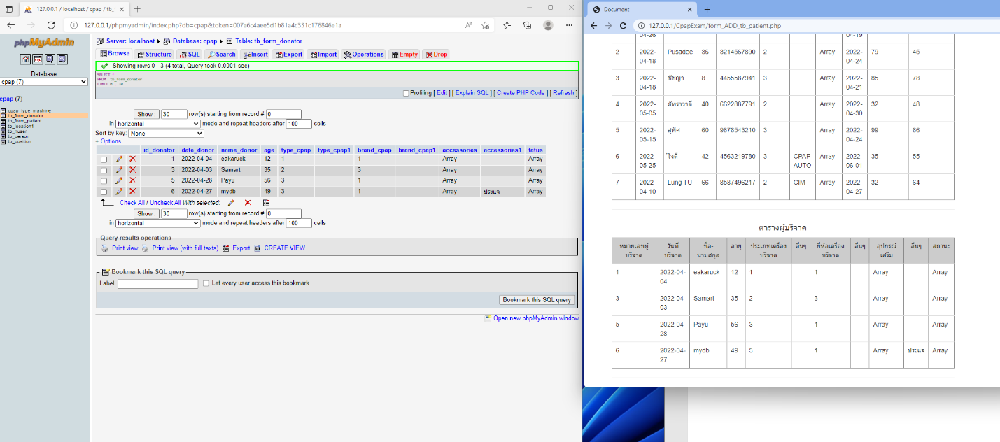 127.0.0.1 / localhost / cpap / tb_
127.0.0.1/phpmyadmin/index.php?db=cpap&token=007a6c4aee5d1b81a4c331c176846e1a
phpMyAdmin
Database
cpap (7)
cpap (7)
cpap_type_machine
tb_form_donator
tb_form_patient
tb_location1
tb_nuser
tb_person
tb_position
Server: localhost Database: cpap Table: tb_form_donator
Browse Structure SQL Search Insert Export Import Operations Empty Drop
Showing rows 0 - 3 (4 total, Query took 0.0001 sec)
SELECT *
FROM `tb_form_donator`
LIMIT 0 , 30
Profiling [ Edit ] [ Explain SQL ] [ Create PHP Code ] [ Refresh ]
Show : 30 row(s) starting from record # 0
in horizontal mode and repeat headers after 100 cells
Sort by key: None
+ Options
id_donator date_donor name_donor age type_cpap type_cpap1 brand_cpap brand_cpap1 accessories accessories1 tatus
1 2022-04-04 eakaruck 12 1 1 Array Array
3 2022-04-03 Samart 35 2 3 Array Array
5 2022-04-28 Payu 56 3 1 Array Array
6 2022-04-27 mydb 49 3 1 Array ประแจ Array
Check All / Uncheck All With selected:
Show : 30 row(s) starting from record # 0
in horizontal mode and repeat headers after 100 cells
Query results operations
Print view Print view (with full texts) Export CREATE VIEW
Bookmark this SQL query
Label: Let every user access this bookmark
Bookmark this SQL query
Open new phpMyAdmin window
Document
127.0.0.1/CpapExam/form_ADD_tb_patient.php
04-26 04-19
2 2022- Pusadee 36 3214567890 2 Array 2022- 79 45
04-18 04-24
3 2022- ชัชญา 8 4455587941 3 Array 2022- 85 78
04-18 04-21
4 2022- ภัทราวาดี 40 6622887791 2 Array 2022- 32 48
05-05 04-30
5 2022- สุพิศ 60 9876543210 3 Array 2022- 99 66
05-15 04-24
6 2022- ใจดี 42 4563219780 3 CPAP Array 2022- 35 55
05-25 AUTO 06-01
7 2022- Lung TU 66 8587496217 2 CIM Array 2022- 32 64
04-10 04-27
ตารางผู้บริจาค
หมายเลขผู้ วันที่ ชื่อ- อายุ ประเภทเครื่อง อื่นๆ ยี่ห้อเครื่อง อื่นๆ อุปกรณ์ อื่นๆ สถานะ
บริจาค บริจาค นามสกุล บริจาค บริจาค เสริม
1 2022-04- eakaruck 12 1 1 Array Array
04
3 2022-04- Samart 35 2 3 Array Array
03
5 2022-04- Payu 56 3 1 Array Array
28
6 2022-04- mydb 49 3 1 Array ประแจ Array
27